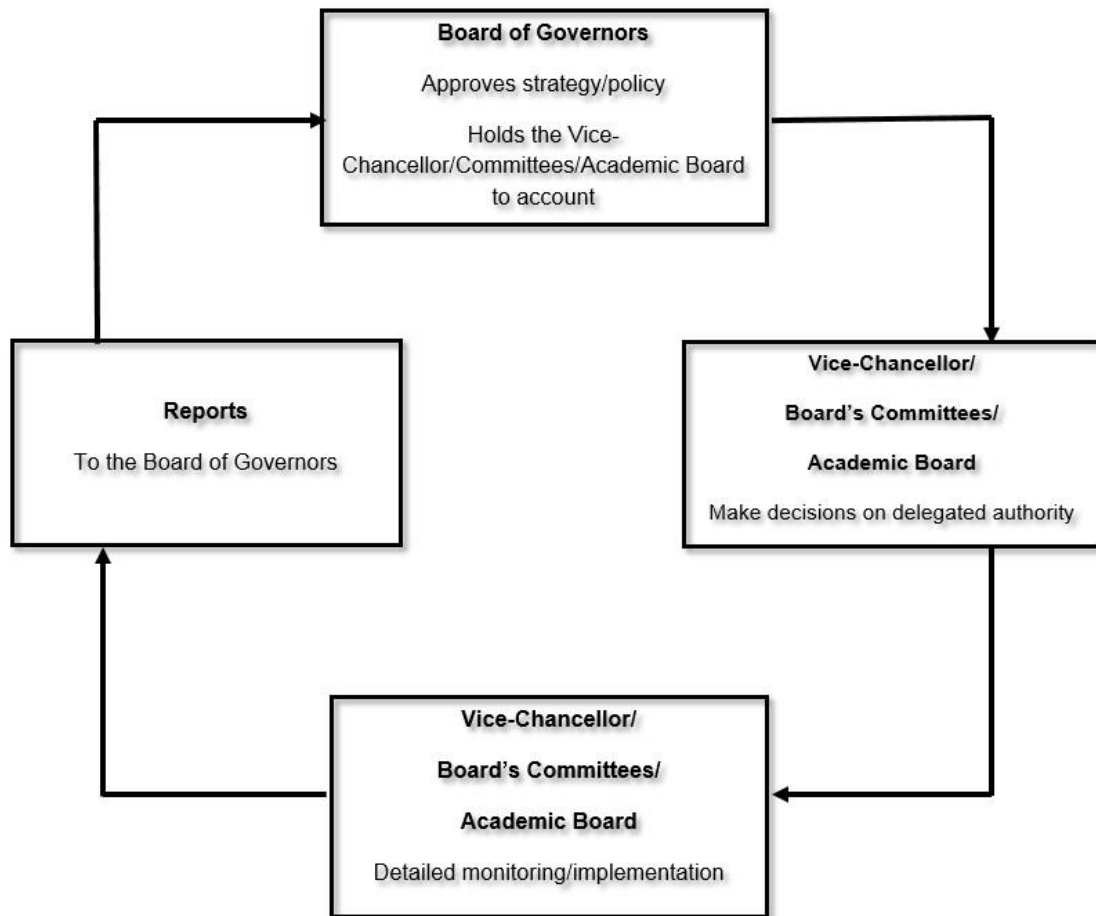 Board of Governors
Approves strategy/policy
Holds the Vice-
Chancellor/Committees/Academic Board
to account
Reports
To the Board of Governors
Vice-Chancellor/
Board’s Committees/
Academic Board
Make decisions on delegated authority
Vice-Chancellor/
Board’s Committees/
Academic Board
Detailed monitoring/implementation